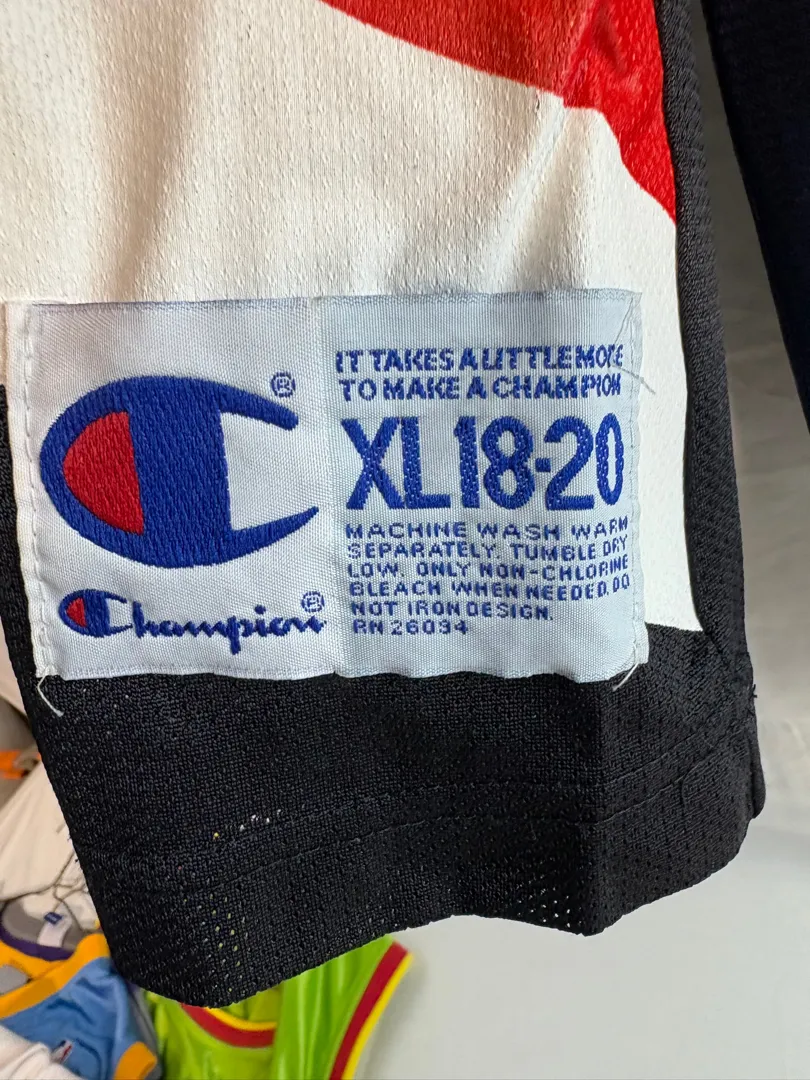 ®
IT TAKES A LITTLE MORE
TO MAKE A CHAMPION
XL 18-20
MACHINE WASH WARM
SEPARATELY. TUMBLE DRY
LOW. ONLY NON-CHLORINE
BLEACH WHEN NEEDED. DO
NOT IRON DESIGN.
RN 26094
Champion®